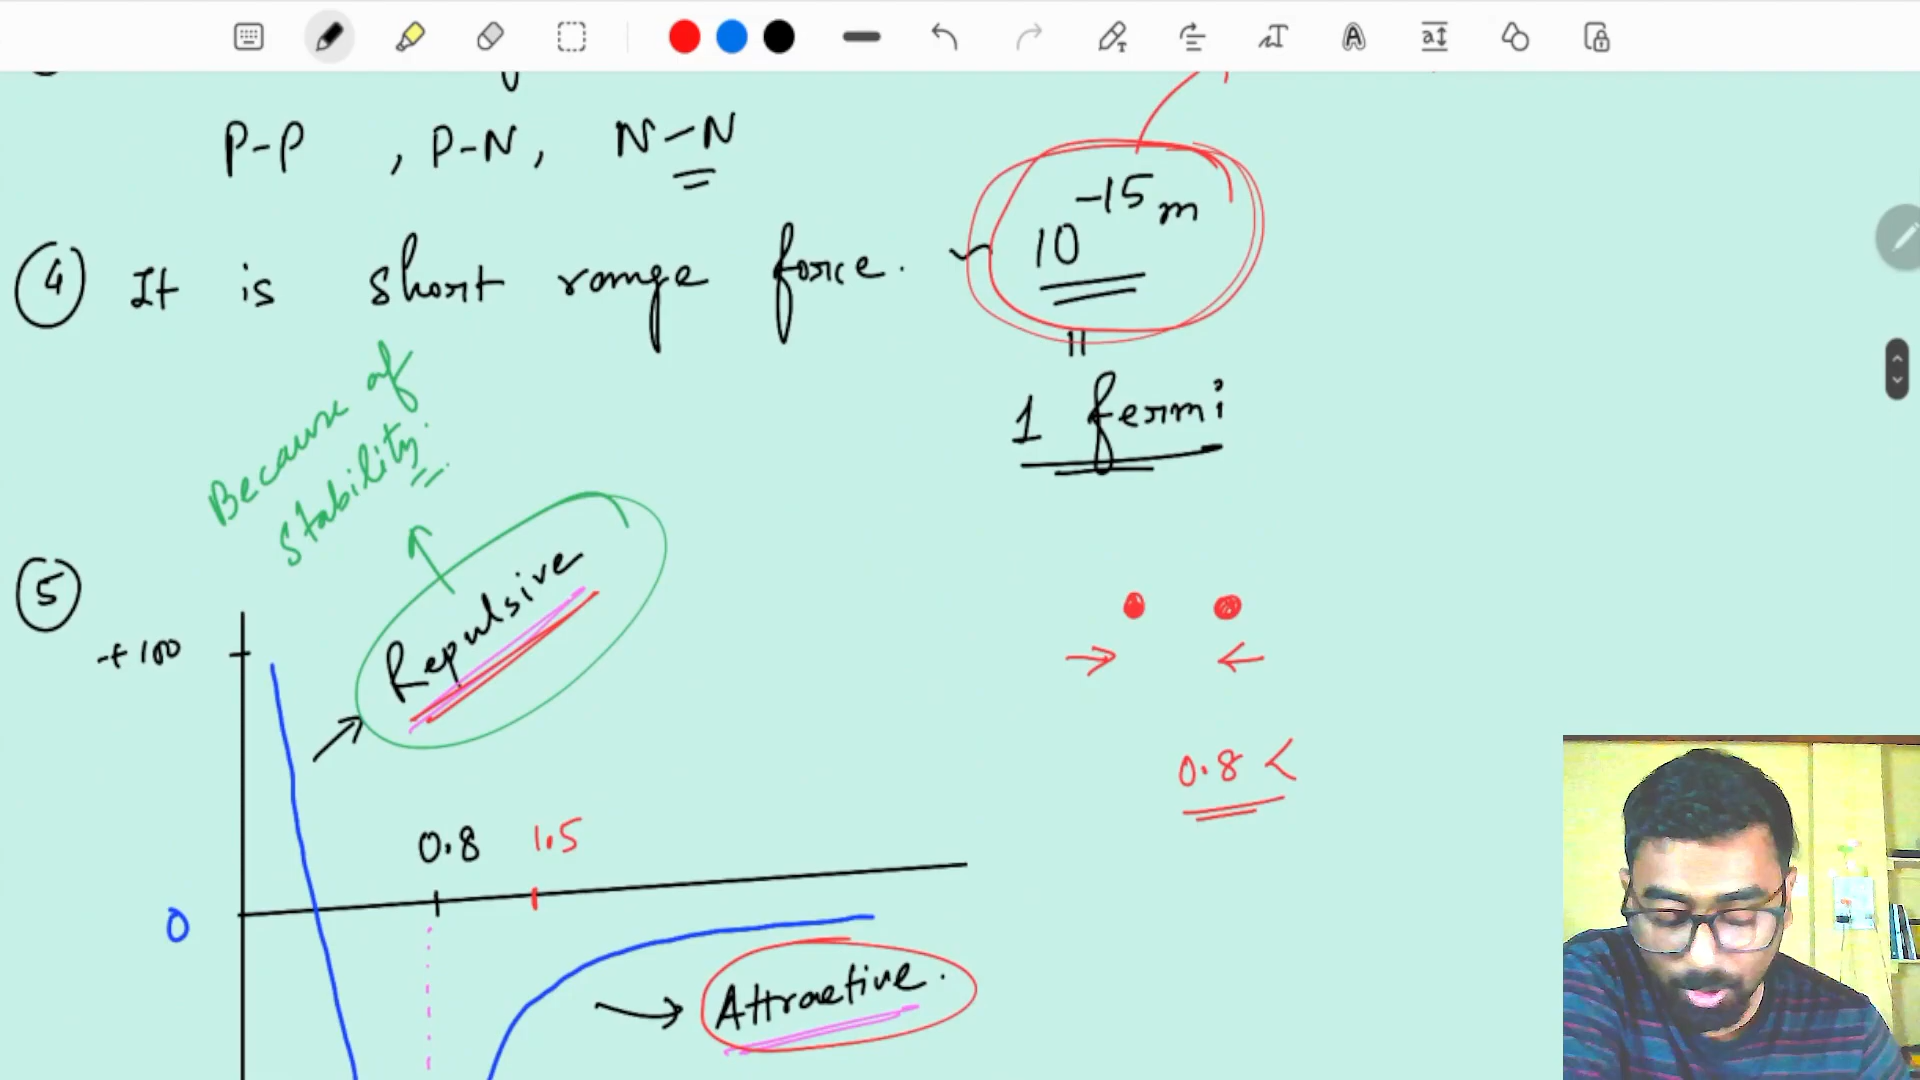 P-P , P-N, N-N
④ It is short range force. ~ 10^-15 m
||
1 fermi
Because of
stability.
⑤
Repulsive
+100
0.8 <
0.8 1.5
0
→ Attractive.